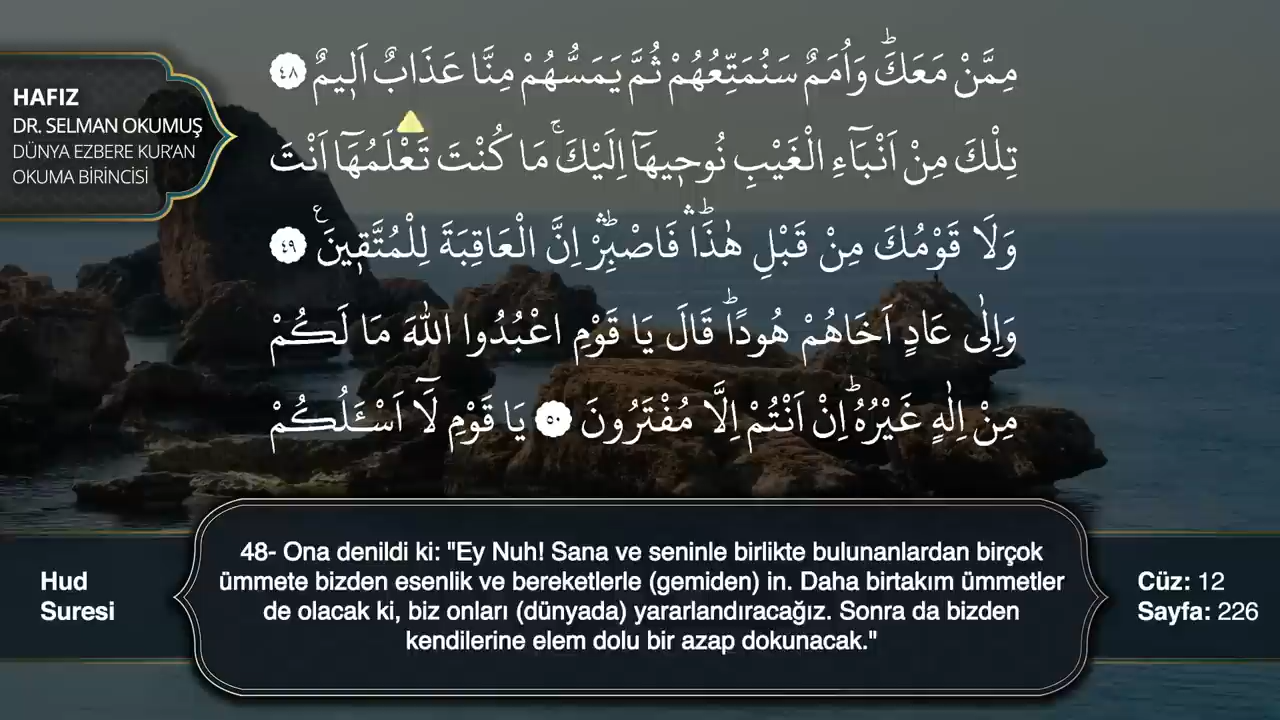 HAFIZ
DR. SELMAN OKUMUŞ
DÜNYA EZBERE KUR'AN
OKUMA BİRİNCİSİ
مِمَّنْ مَعَكَۜ وَاُمَمٌ سَنُمَتِّعُهُمْ ثُمَّ يَمَسُّهُمْ مِنَّا عَذَابٌ اَل۪يمٌ ﴿٤٨﴾
تِلْكَ مِنْ اَنْبَٓاءِ الْغَيْبِ نُوح۪يهَٓا اِلَيْكَۚ مَا كُنْتَ تَعْلَمُهَٓا اَنْتَ
وَلَا قَوْمُكَ مِنْ قَبْلِ هٰذَاۜۛ فَاصْبِرْۜۛ اِنَّ الْعَاقِبَةَ لِلْمُتَّق۪ينَ۟ ﴿٤٩﴾
وَاِلٰى عَادٍ اَخَاهُمْ هُودًاۜ قَالَ يَا قَوْمِ اعْبُدُوا اللّٰهَ مَا لَكُمْ
مِنْ اِلٰهٍ غَيْرُهُۜ اِنْ اَنْتُمْ اِلَّا مُفْتَرُونَ ﴿٥٠﴾ يَا قَوْمِ لَٓا اَسْـَٔلُكُمْ
Hud
Suresi
48- Ona denildi ki: "Ey Nuh! Sana ve seninle birlikte bulunanlardan birçok
ümmete bizden esenlik ve bereketlerle (gemiden) in. Daha birtakım ümmetler
de olacak ki, biz onları (dünyada) yararlandıracağız. Sonra da bizden
kendilerine elem dolu bir azap dokunacak."
Cüz: 12
Sayfa: 226